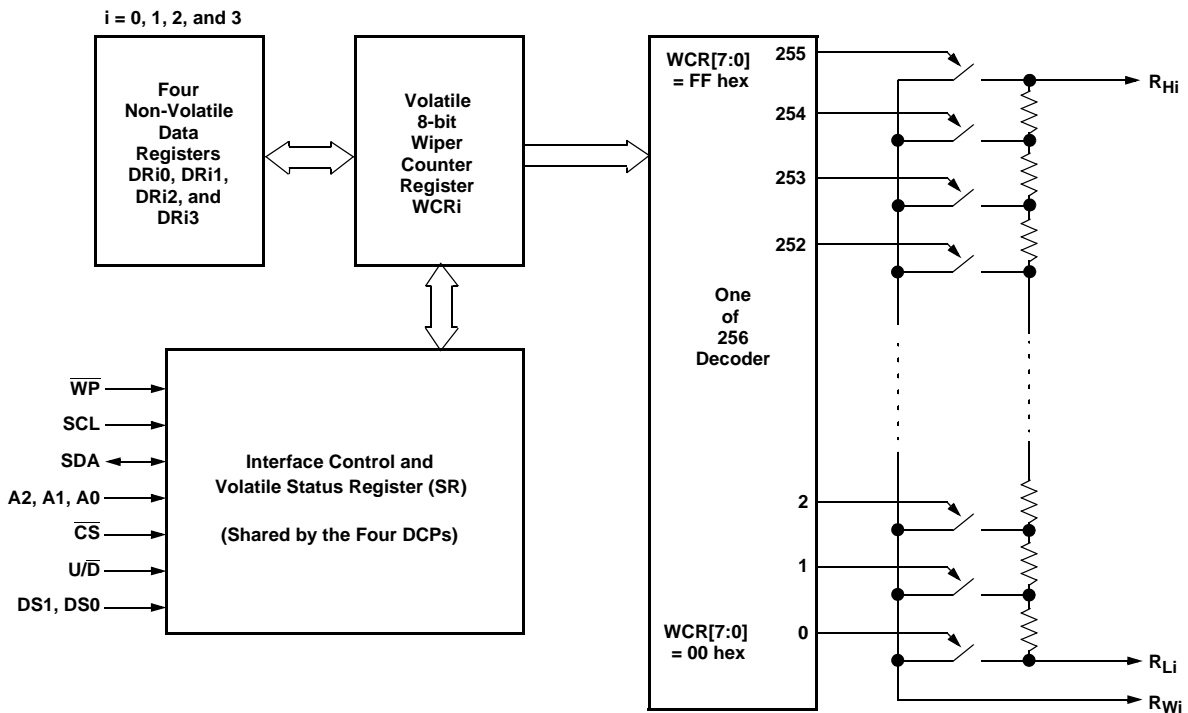 i = 0, 1, 2, and 3
Four
Non-Volatile
Data
Registers
DRi0, DRi1,
DRi2, and
DRi3
Volatile
8-bit
Wiper
Counter
Register
WCRi
WCR[7:0]
= FF hex
255
254
253
252
One
of
256
Decoder
2
1
0
WCR[7:0]
= 00 hex
RHi
RLi
RWi
WP
SCL
SDA
A2, A1, A0
CS
U/D
DS1, DS0
Interface Control and
Volatile Status Register (SR)
(Shared by the Four DCPs)